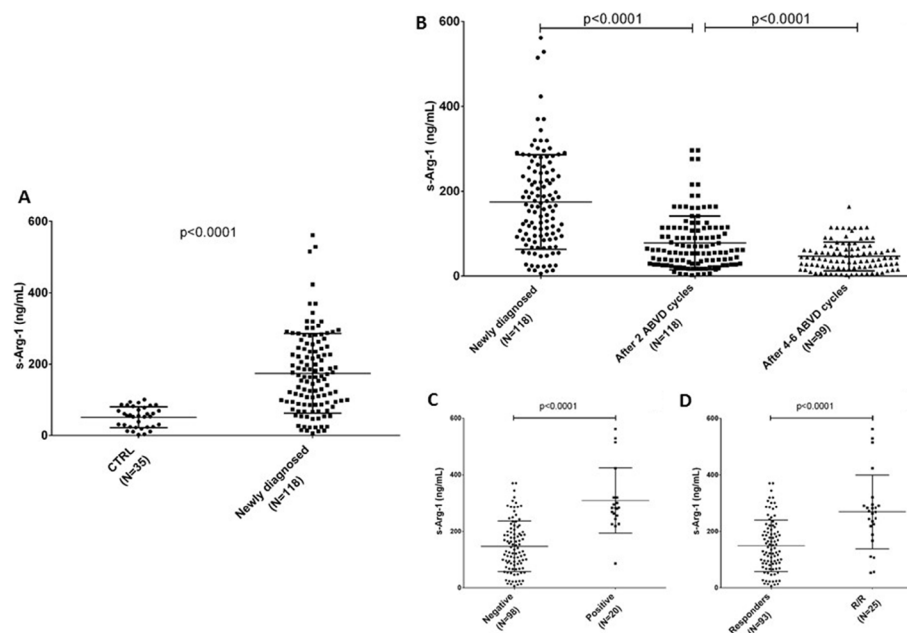 A
p<0.0001
600
400
200
0
s-Arg-1 (ng/mL)
CTRL
(N=35)
Newly diagnosed
(N=118)
B
p<0.0001 p<0.0001
600
400
200
0
s-Arg-1 (ng/mL)
Newly diagnosed
(N=118)
After 2 ABVD cycles
(N=118)
After 4-6 ABVD cycles
(N=99)
C
p<0.0001
600
400
200
0
s-Arg-1 (ng/mL)
Negative
(N=98)
Positive
(N=20)
D
p<0.0001
600
400
200
0
s-Arg-1 (ng/mL)
Responders
(N=93)
R/R
(N=25)